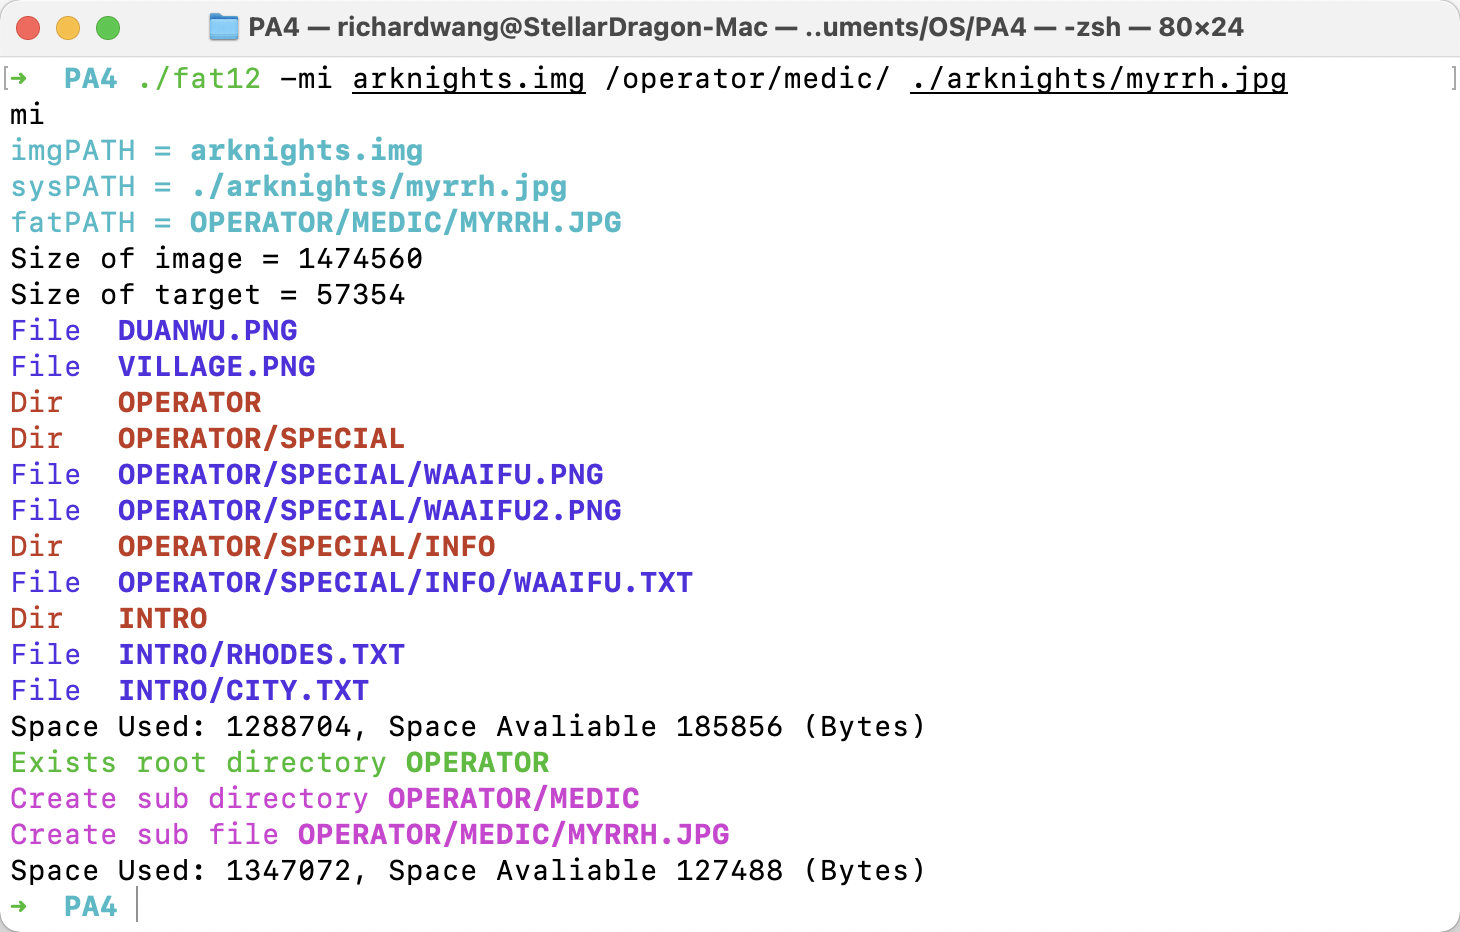 PA4 — richardwang@StellarDragon-Mac — ..uments/OS/PA4 — -zsh — 80×24
[➜ PA4 ./fat12 -mi arknights.img /operator/medic/ ./arknights/myrrh.jpg ]
mi
imgPATH = arknights.img
sysPATH = ./arknights/myrrh.jpg
fatPATH = OPERATOR/MEDIC/MYRRH.JPG
Size of image = 1474560
Size of target = 57354
File DUANWU.PNG
File VILLAGE.PNG
Dir OPERATOR
Dir OPERATOR/SPECIAL
File OPERATOR/SPECIAL/WAAIFU.PNG
File OPERATOR/SPECIAL/WAAIFU2.PNG
Dir OPERATOR/SPECIAL/INFO
File OPERATOR/SPECIAL/INFO/WAAIFU.TXT
Dir INTRO
File INTRO/RHODES.TXT
File INTRO/CITY.TXT
Space Used: 1288704, Space Avaliable 185856 (Bytes)
Exists root directory OPERATOR
Create sub directory OPERATOR/MEDIC
Create sub file OPERATOR/MEDIC/MYRRH.JPG
Space Used: 1347072, Space Avaliable 127488 (Bytes)
➜ PA4